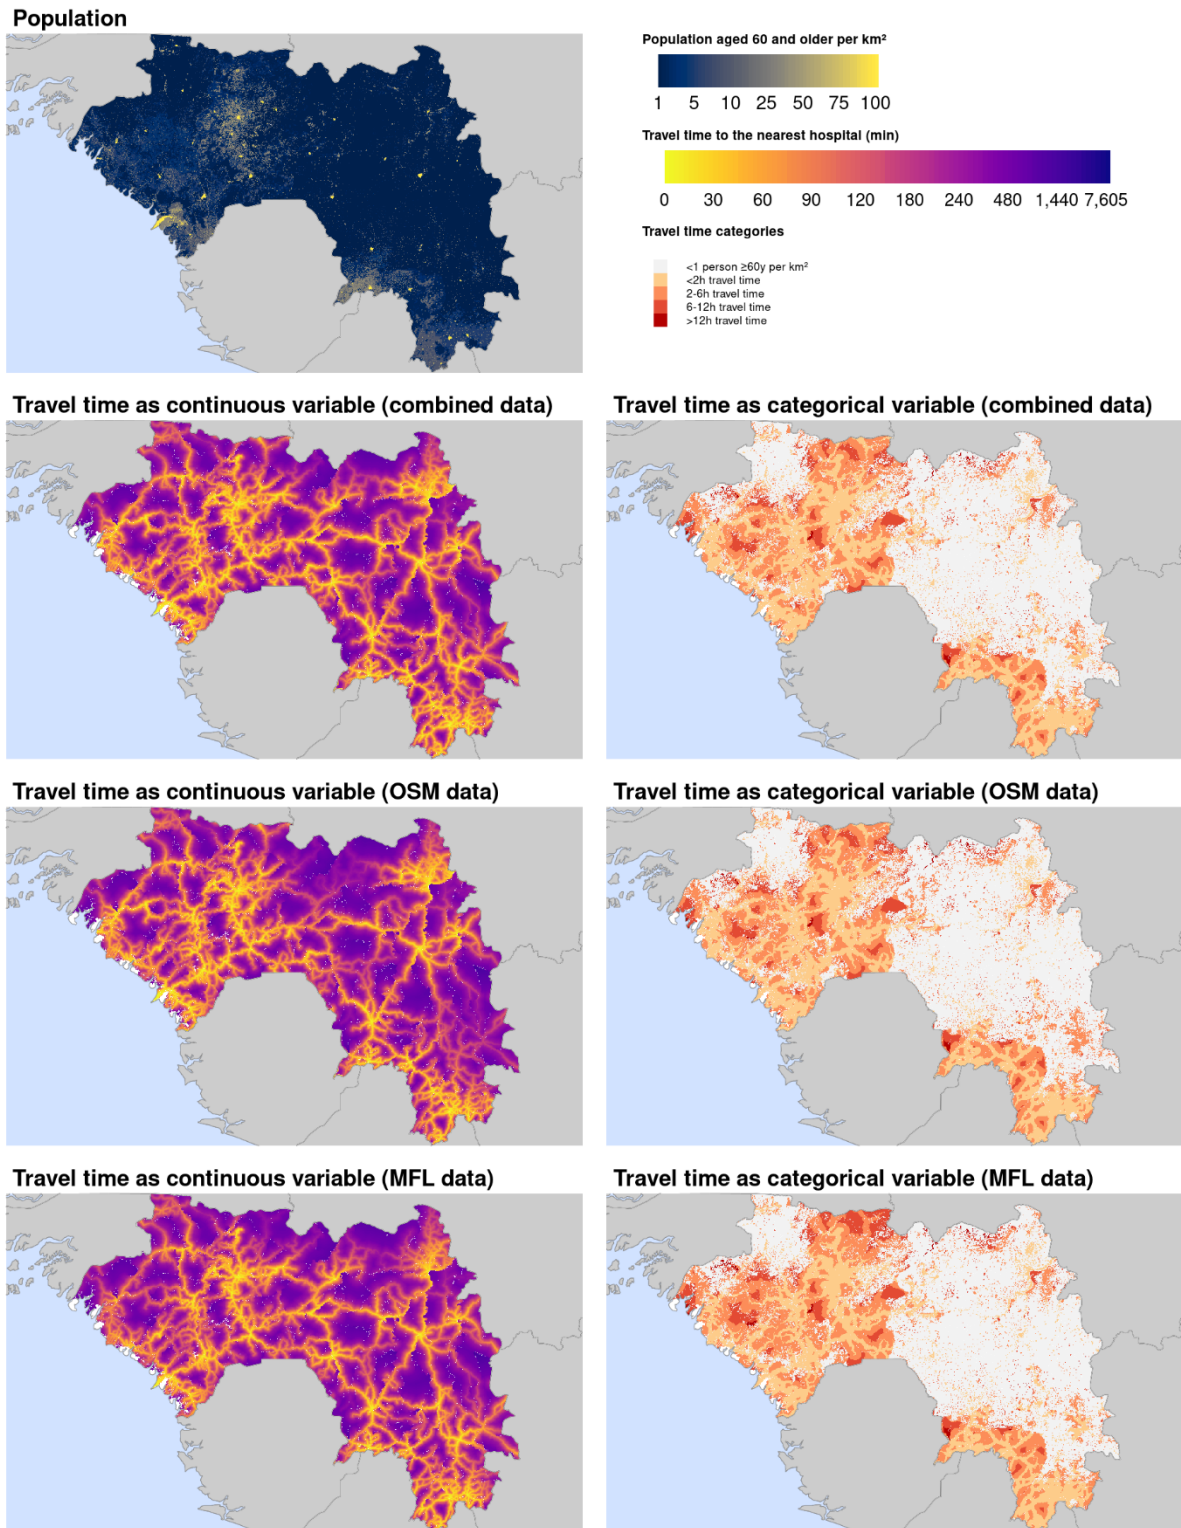 Population
Population aged 60 and older per km²
1 5 10 25 50 75 100
Travel time to the nearest hospital (min)
0 30 60 90 120 180 240 480 1,440 7,605
Travel time categories
<1 person ≥60y per km²
<2h travel time
2-6h travel time
6-12h travel time
>12h travel time
Travel time as continuous variable (combined data)
Travel time as categorical variable (combined data)
Travel time as continuous variable (OSM data)
Travel time as categorical variable (OSM data)
Travel time as continuous variable (MFL data)
Travel time as categorical variable (MFL data)